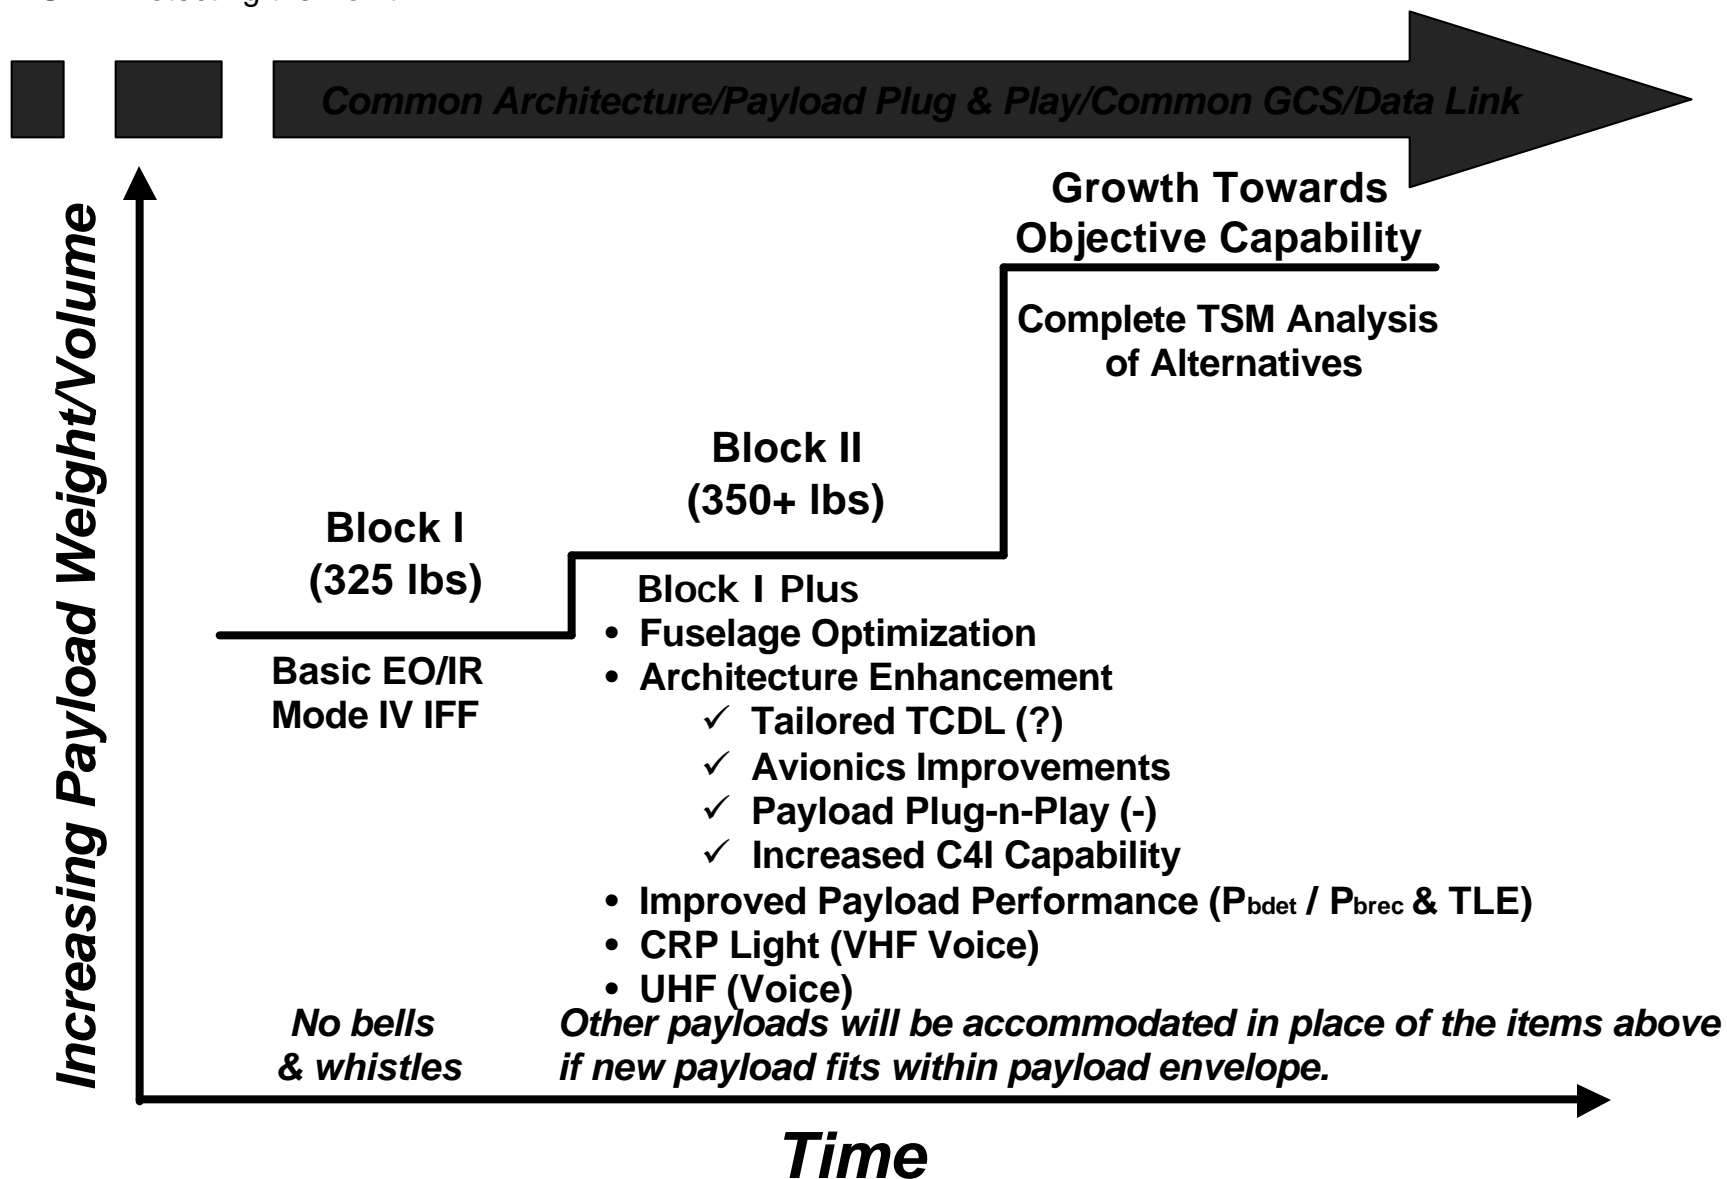 Common Architecture/Payload Plug & Play/Common GCS/Data Link
Increasing Payload Weight/Volume
Growth Towards
Objective Capability
Complete TSM Analysis
of Alternatives
Block II
(350+ lbs)
Block I
(325 lbs)
Basic EO/IR
Mode IV IFF
Block I Plus
• Fuselage Optimization
• Architecture Enhancement
✓ Tailored TCDL (?)
✓ Avionics Improvements
✓ Payload Plug-n-Play (-)
✓ Increased C4I Capability
• Improved Payload Performance (Pbdet / Pbrec & TLE)
• CRP Light (VHF Voice)
• UHF (Voice)
No bells
& whistles
Other payloads will be accommodated in place of the items above
if new payload fits within payload envelope.
Time